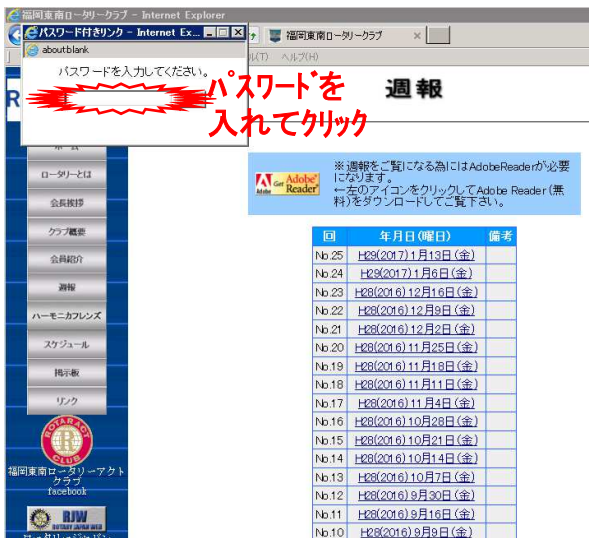 福岡東南ロータリークラブ - Internet Explorer
パスワード付きリンク - Internet Ex...
about:blank
パスワードを入力してください。
福岡東南ロータリークラブ
(T) ヘルプ(H)
R
パスワードを
入れてクリック
週報
ホーム
ロータリーとは
会長挨拶
クラブ概要
会員紹介
週報
ハーモニカフレンズ
スケジュール
掲示板
リンク
ROTARACT
CLUB
福岡東南ロータリーアクト
クラブ
facebook
RJW
ROTARY JAPAN WEB
Get Adobe Reader
Adobe
※週報をご覧になる為にはAdobeReaderが必要
になります。
←左のアイコンをクリックしてAdobe Reader(無
料)をダウンロードしてご覧下さい。
回 年月日(曜日) 備考
No.25 H29(2017)1月13日(金)
No.24 H29(2017)1月6日(金)
No.23 H28(2016)12月16日(金)
No.22 H28(2016)12月9日(金)
No.21 H28(2016)12月2日(金)
No.20 H28(2016)11月25日(金)
No.19 H28(2016)11月18日(金)
No.18 H28(2016)11月11日(金)
No.17 H28(2016)11月4日(金)
No.16 H28(2016)10月28日(金)
No.15 H28(2016)10月21日(金)
No.14 H28(2016)10月14日(金)
No.13 H28(2016)10月7日(金)
No.12 H28(2016)9月30日(金)
No.11 H28(2016)9月16日(金)
No.10 H28(2016)9月9日(金)